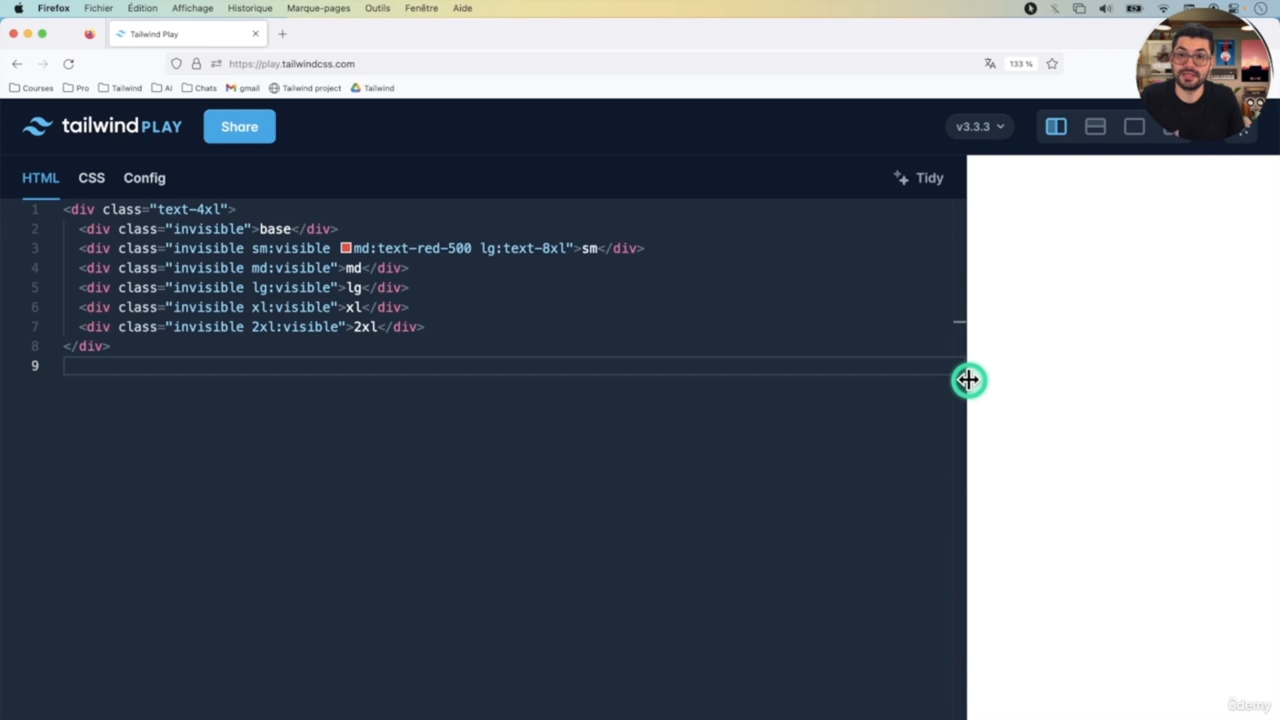 Firefox Fichier Édition Affichage Historique Marque-pages Outils Fenêtre Aide
Tailwind Play
https://play.tailwindcss.com 133 %
Courses Pro Tailwind AI Chats gmail Tailwind project Tailwind
tailwind PLAY Share v3.3.3
HTML CSS Config Tidy
1 <div class="text-4xl">
2 <div class="invisible">base</div>
3 <div class="invisible sm:visible md:text-red-500 lg:text-8xl">sm</div>
4 <div class="invisible md:visible">md</div>
5 <div class="invisible lg:visible">lg</div>
6 <div class="invisible xl:visible">xl</div>
7 <div class="invisible 2xl:visible">2xl</div>
8 </div>
9
ûdemy